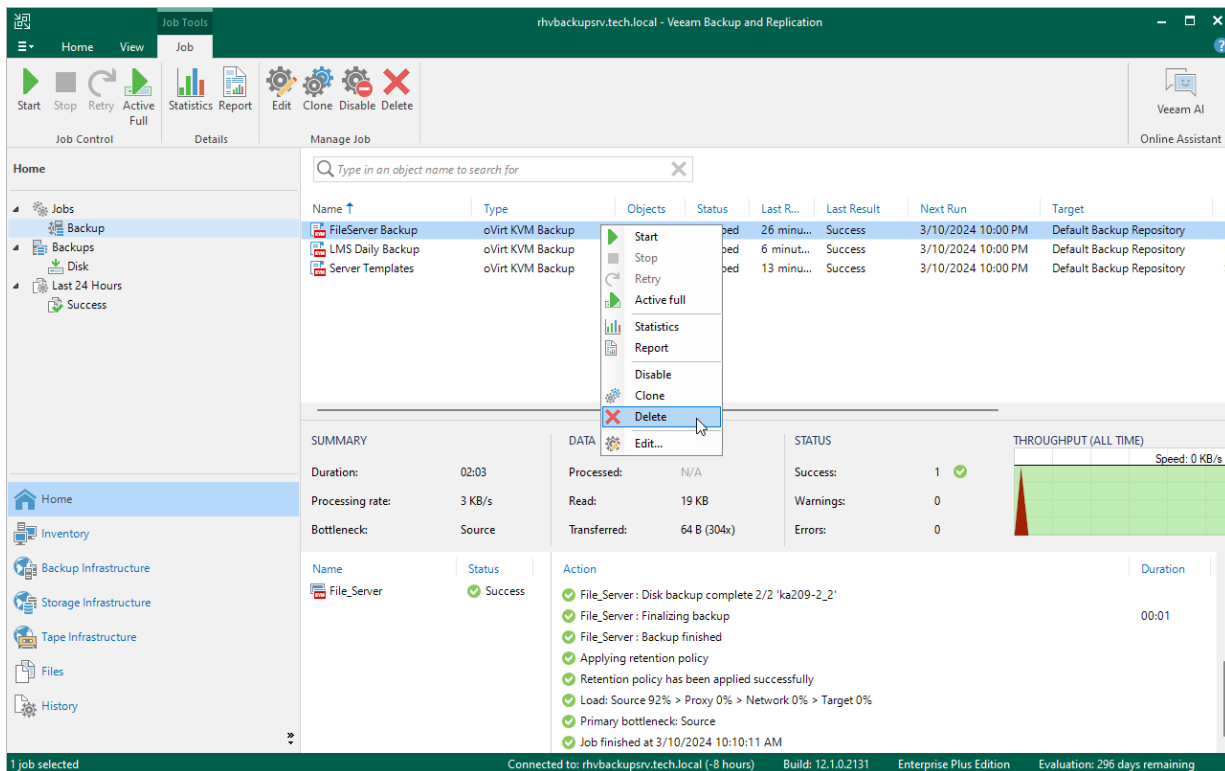 Job Tools
rhvbackupsrv.tech.local - Veeam Backup and Replication
Home View Job
Start Stop Retry Active Full Statistics Report Edit Clone Disable Delete Veeam AI
Job Control Details Manage Job Online Assistant
Home
Type in an object name to search for
Jobs
Backup
Backups
Disk
Last 24 Hours
Success
Name Type Objects Status Last R... Last Result Next Run Target
FileServer Backup oVirt KVM Backup 26 minu... Success 3/10/2024 10:00 PM Default Backup Repository
LMS Daily Backup oVirt KVM Backup 6 minut... Success 3/10/2024 10:00 PM Default Backup Repository
Server Templates oVirt KVM Backup 13 minu... Success 3/10/2024 10:00 PM Default Backup Repository
Start
Stop
Retry
Active full
Statistics
Report
Disable
Clone
Delete
Edit...
SUMMARY DATA STATUS THROUGHPUT (ALL TIME)
Speed: 0 KB/s
Duration: 02:03 Processed: N/A Success: 1
Processing rate: 3 KB/s Read: 19 KB Warnings: 0
Bottleneck: Source Transferred: 64 B (304x) Errors: 0
Home
Inventory
Backup Infrastructure
Storage Infrastructure
Tape Infrastructure
Files
History
Name Status Action Duration
File_Server Success
File_Server : Disk backup complete 2/2 'ka209-2_2'
File_Server : Finalizing backup 00:01
File_Server : Backup finished
Applying retention policy
Retention policy has been applied successfully
Load: Source 92% > Proxy 0% > Network 0% > Target 0%
Primary bottleneck: Source
Job finished at 3/10/2024 10:10:11 AM
1 job selected Connected to: rhvbackupsrv.tech.local (-8 hours) Build: 12.1.0.2131 Enterprise Plus Edition Evaluation: 296 days remaining